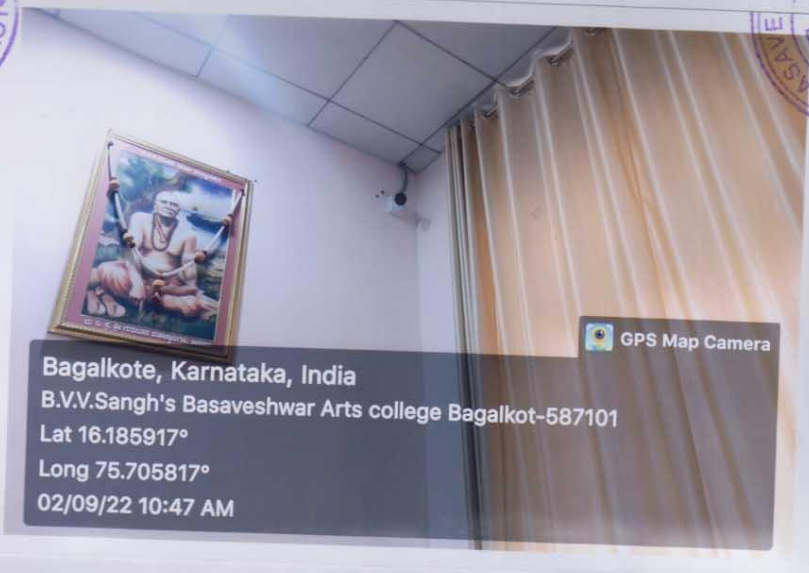 ASAVE
GPS Map Camera
Bagalkote, Karnataka, India
B.V.V.Sangh's Basaveshwar Arts college Bagalkot-587101
Lat 16.185917°
Long 75.705817°
02/09/22 10:47 AM